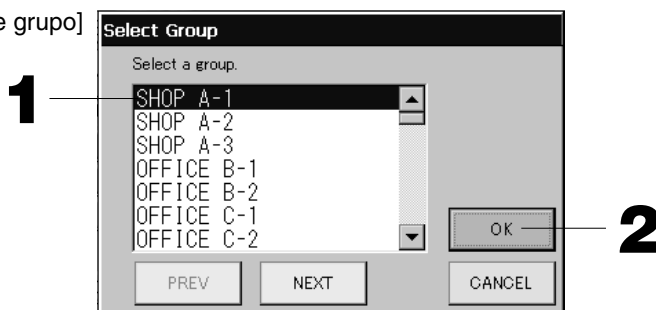 e grupo]
Select Group
Select a group.
1
SHOP A-1
SHOP A-2
SHOP A-3
OFFICE B-1
OFFICE B-2
OFFICE C-1
OFFICE C-2
OK
2
PREV
NEXT
CANCEL